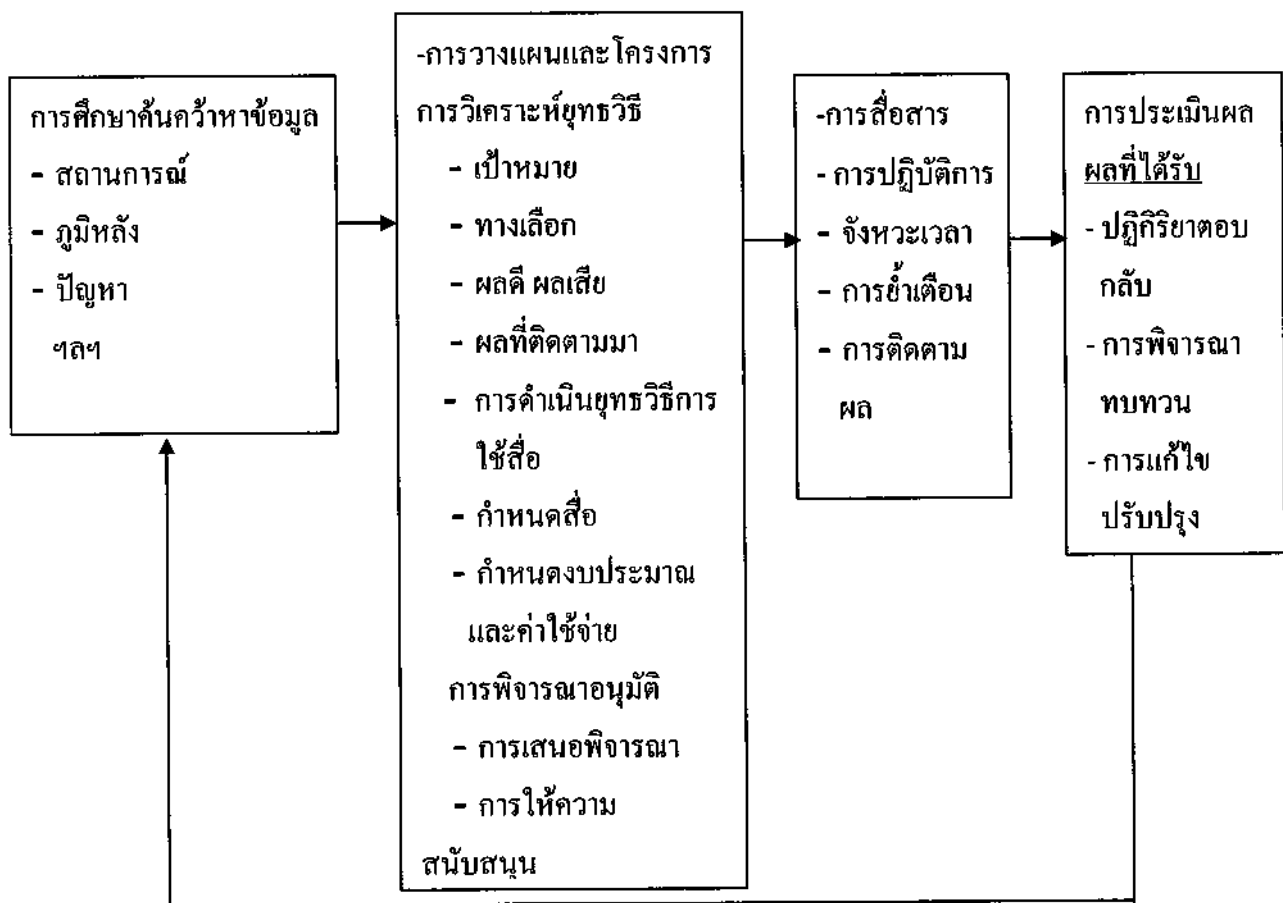 การศึกษาค้นคว้าหาข้อมูล
- สถานการณ์
- ภูมิหลัง
- ปัญหา
ฯลฯ
-การวางแผนและโครงการ
การวิเคราะห์ยุทธวิธี
- เป้าหมาย
- ทางเลือก
- ผลดี ผลเสีย
- ผลที่ติดตามมา
- การดำเนินยุทธวิธีการ
ใช้สื่อ
- กำหนดสื่อ
- กำหนดงบประมาณ
และค่าใช้จ่าย
การพิจารณาอนุมัติ
- การเสนอพิจารณา
- การให้ความ
สนับสนุน
-การสื่อสาร
- การปฏิบัติการ
- จังหวะเวลา
- การย้ำเตือน
- การติดตาม
ผล
การประเมินผล
ผลที่ได้รับ
- ปฏิกิริยาตอบ
กลับ
- การพิจารณา
ทบทวน
- การแก้ไข
ปรับปรุง